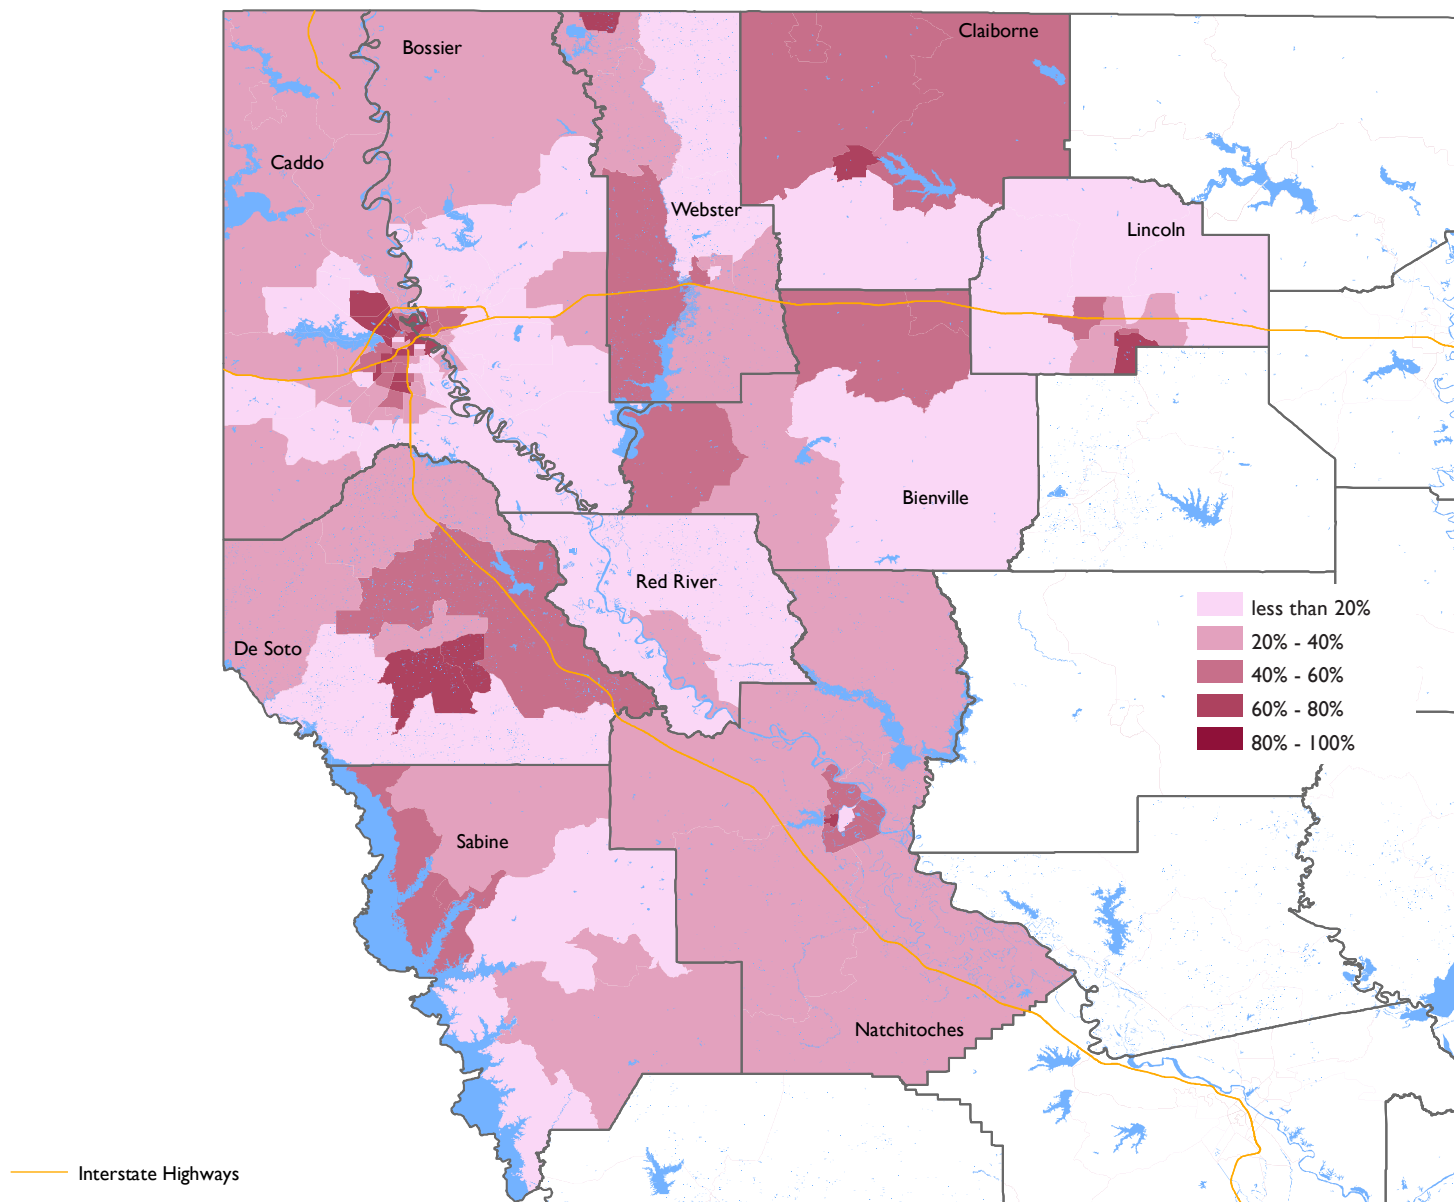 Claiborne
Bossier
Caddo
Webster
Lincoln
Bienville
Red River
less than 20%
20% - 40%
De Soto
40% - 60%
60% - 80%
80% - 100%
Sabine
Natchitoches
Interstate Highways